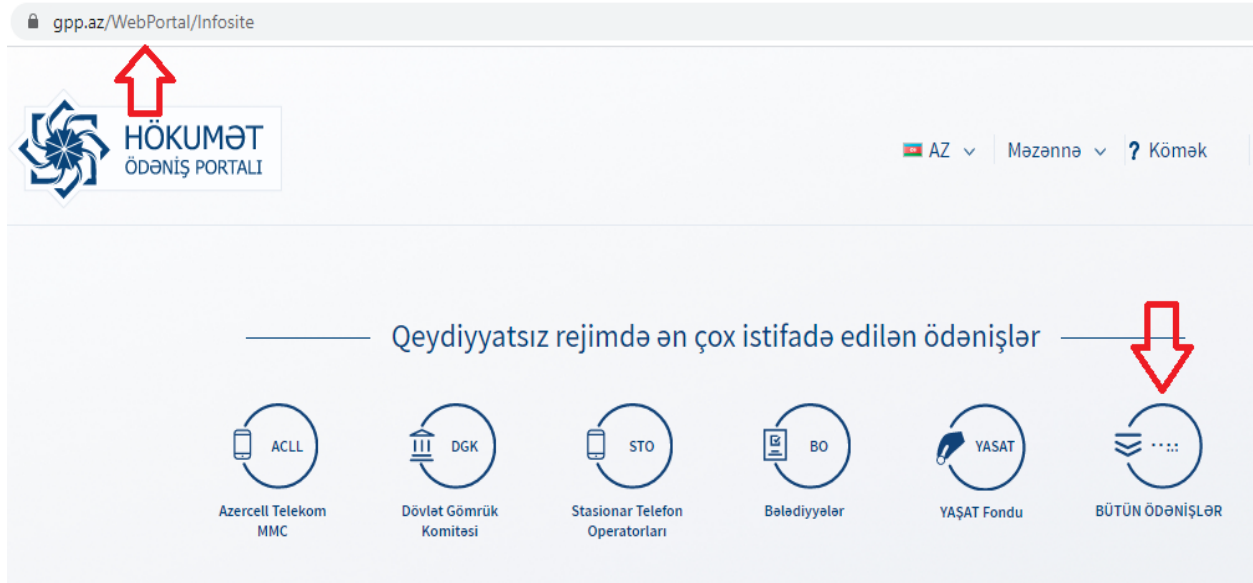 gpp.az/WebPortal/Infosite
HÖKUMƏT
ÖDƏNİŞ PORTALI
AZ
Məzənnə
? Kömək
Qeydiyyatsız rejimdə ən çox istifadə edilən ödənişlər
ACLL
DGK
STO
BO
YASAT
Azercell Telekom
MMC
Dövlət Gömrük
Komitəsi
Stasionar Telefon
Operatorları
Bələdiyyələr
YAŞAT Fondu
BÜTÜN ÖDƏNİŞLƏR